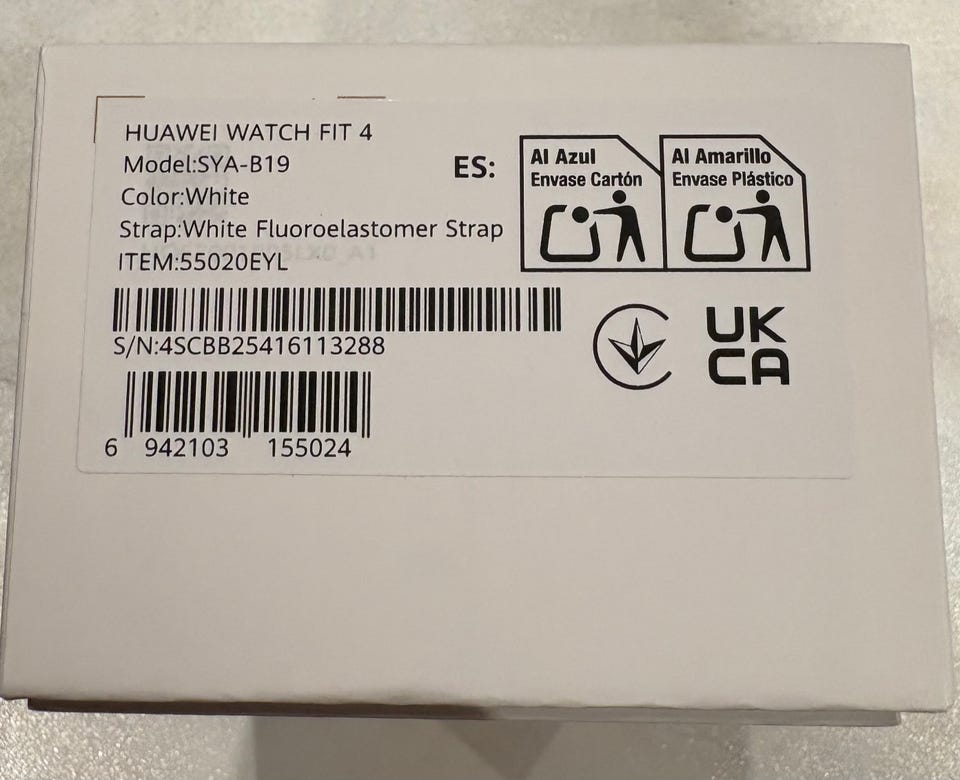 HUAWEI WATCH FIT 4
Model:SYA-B19
Color:White
Strap:White Fluoroelastomer Strap
ITEM:55020EYL
S/N:4SCBB25416113288
6 942103 155024
ES:
Al Azul
Envase Cartón
Al Amarillo
Envase Plástico
UK
CA